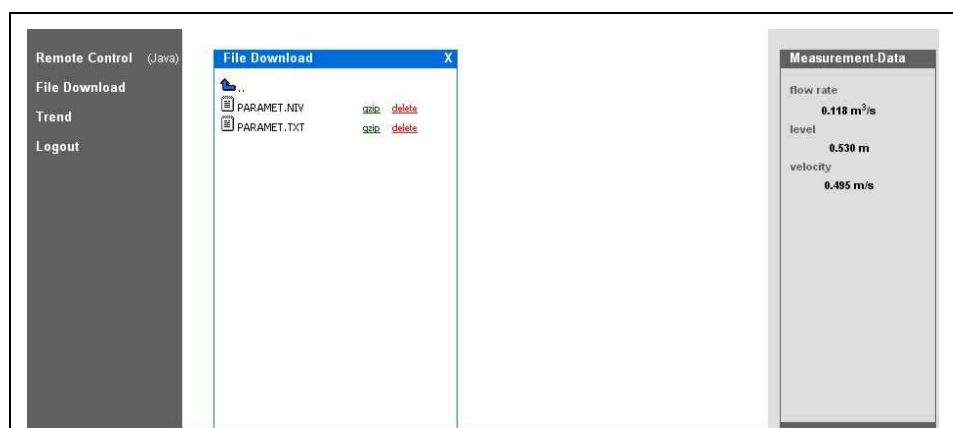 Remote Control (Java)
File Download
Trend
Logout
File Download X
..
PARAMET.NIV gzip delete
PARAMET.TXT gzip delete
Measurement-Data
flow rate
0.118 m³/s
level
0.530 m
velocity
0.495 m/s